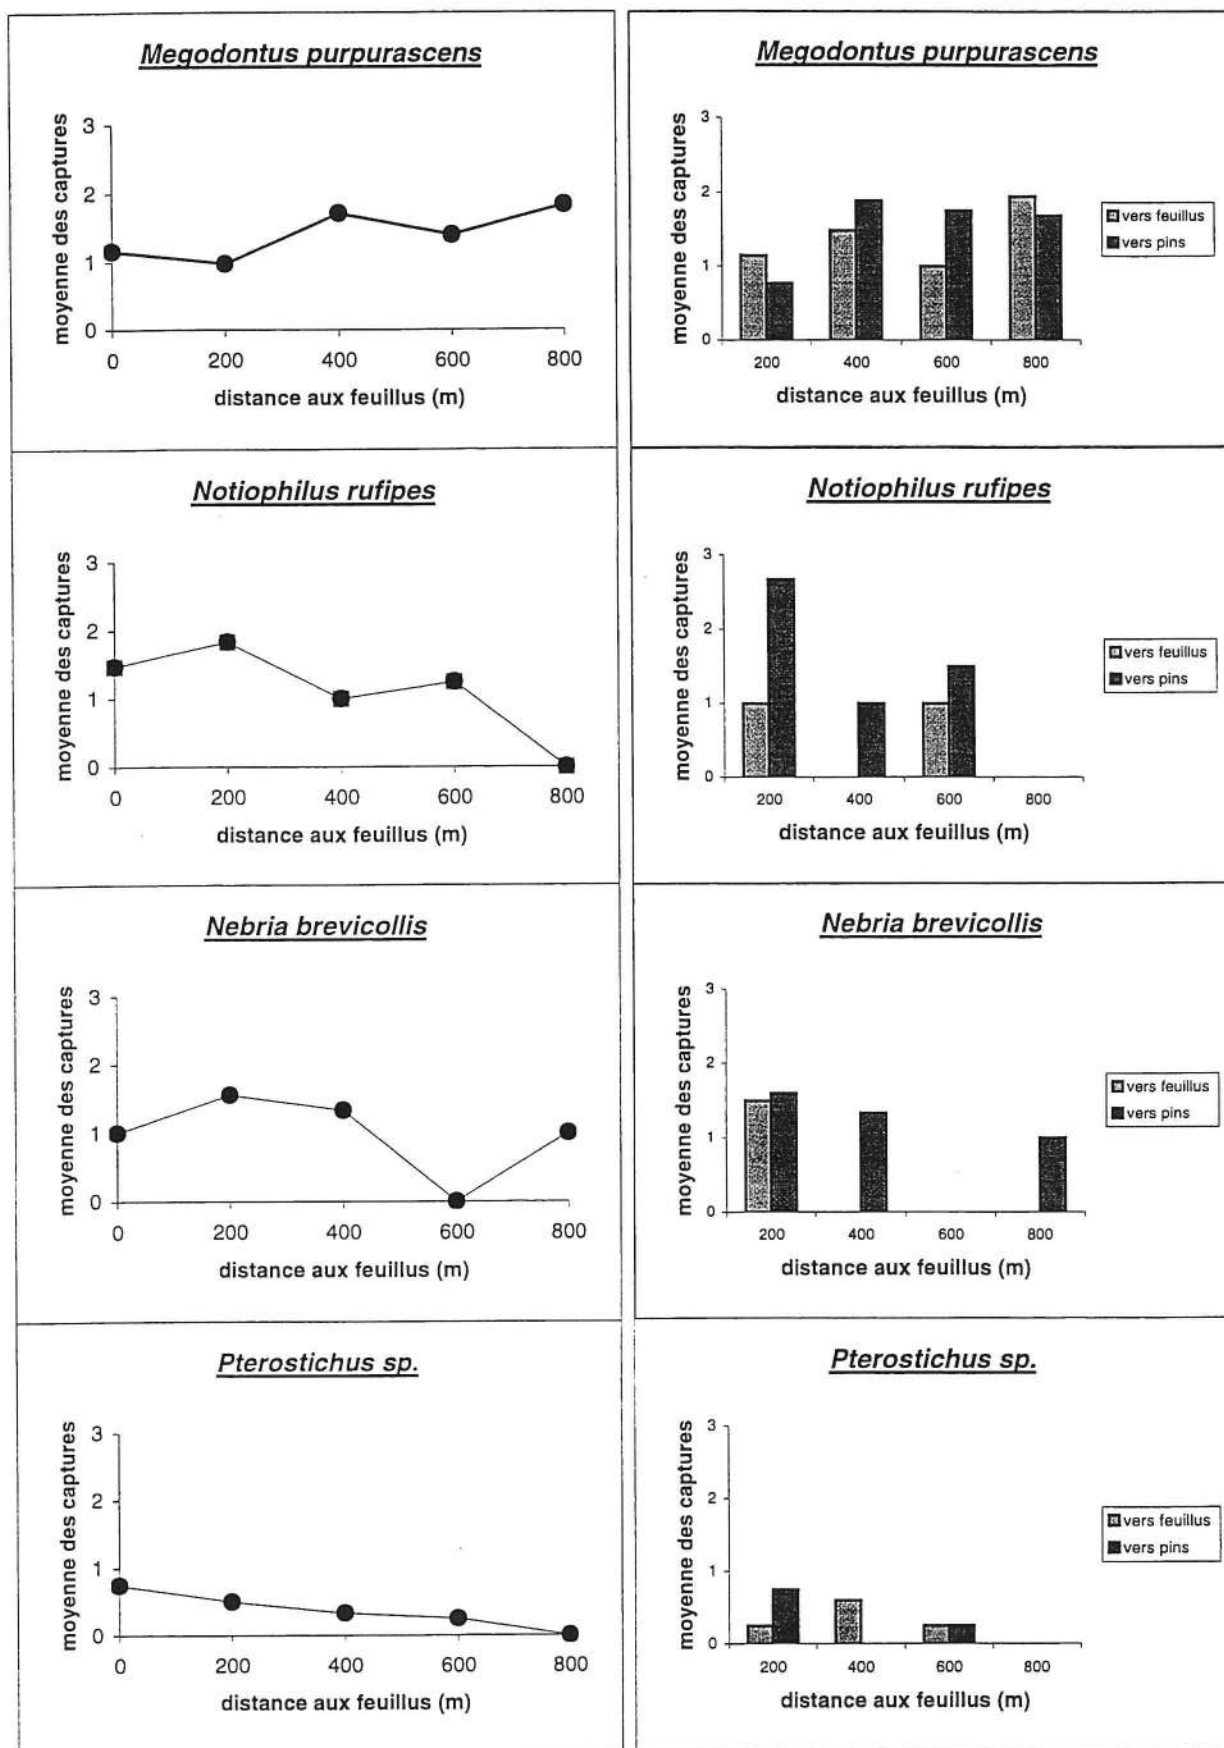 Megodontus purpurascens
moyenne des captures
3
2
1
0
0 200 400 600 800
distance aux feuillus (m)
Megodontus purpurascens
moyenne des captures
3
2
1
0
200 400 600 800
distance aux feuillus (m)
vers feuillus
vers pins
Notiophilus rufipes
moyenne des captures
3
2
1
0
0 200 400 600 800
distance aux feuillus (m)
Notiophilus rufipes
moyenne des captures
3
2
1
0
200 400 600 800
distance aux feuillus (m)
vers feuillus
vers pins
Nebria brevicollis
moyenne des captures
3
2
1
0
0 200 400 600 800
distance aux feuillus (m)
Nebria brevicollis
moyenne des captures
3
2
1
0
200 400 600 800
distance aux feuillus (m)
vers feuillus
vers pins
Pterostichus sp.
moyenne des captures
3
2
1
0
0 200 400 600 800
distance aux feuillus (m)
Pterostichus sp.
moyenne des captures
3
2
1
0
200 400 600 800
distance aux feuillus (m)
vers feuillus
vers pins